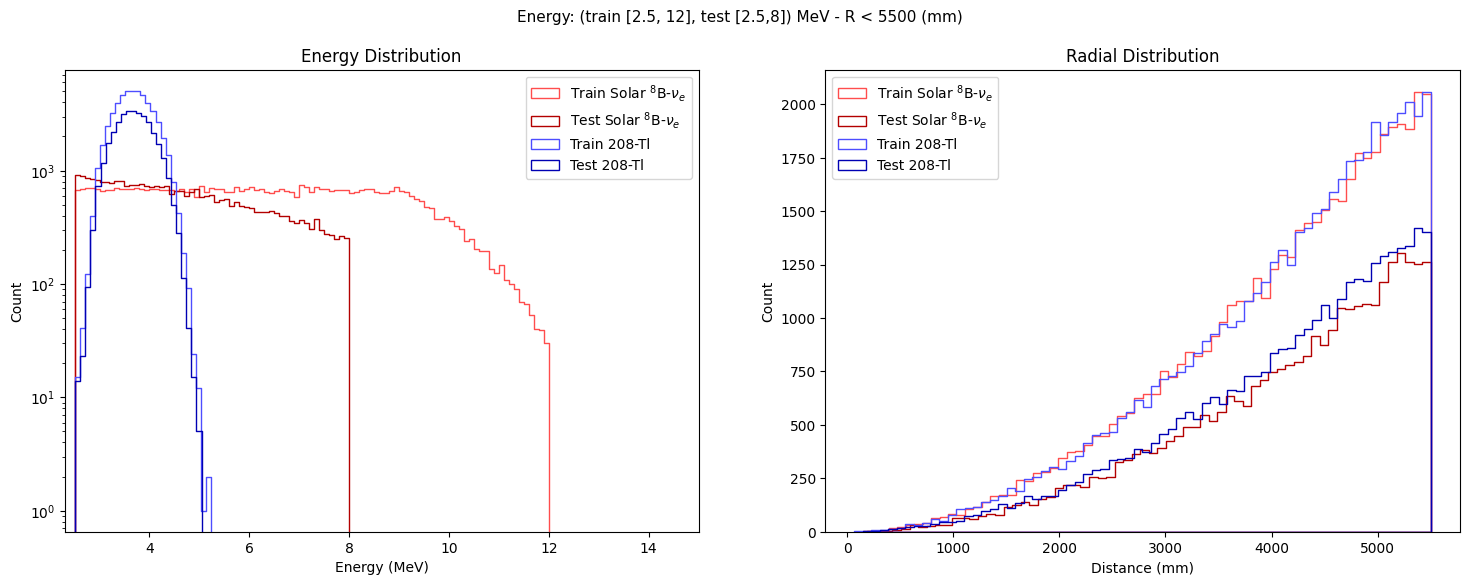 Energy: (train [2.5, 12], test [2.5,8]) MeV - R < 5500 (mm)
Energy Distribution
Train Solar ⁸B-νₑ
Test Solar ⁸B-νₑ
Train 208-Tl
Test 208-Tl
10³
10²
10¹
10⁰
Count
4 6 8 10 12 14
Energy (MeV)
Radial Distribution
Train Solar ⁸B-νₑ
Test Solar ⁸B-νₑ
Train 208-Tl
Test 208-Tl
2000
1750
1500
1250
1000
750
500
250
0
Count
0 1000 2000 3000 4000 5000
Distance (mm)